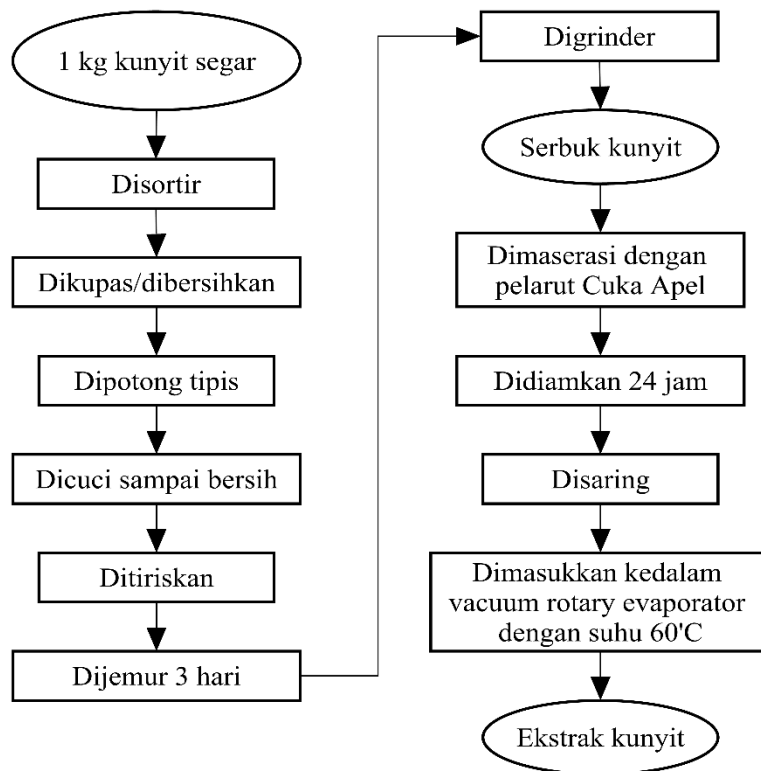 1 kg kunyit segar
Disortir
Dikupas/dibersihkan
Dipotong tipis
Dicuci sampai bersih
Ditiriskan
Dijemur 3 hari
Digrinder
Serbuk kunyit
Dimaserasi dengan
pelarut Cuka Apel
Didiamkan 24 jam
Disaring
Dimasukkan kedalam
vacuum rotary evaporator
dengan suhu 60'C
Ekstrak kunyit